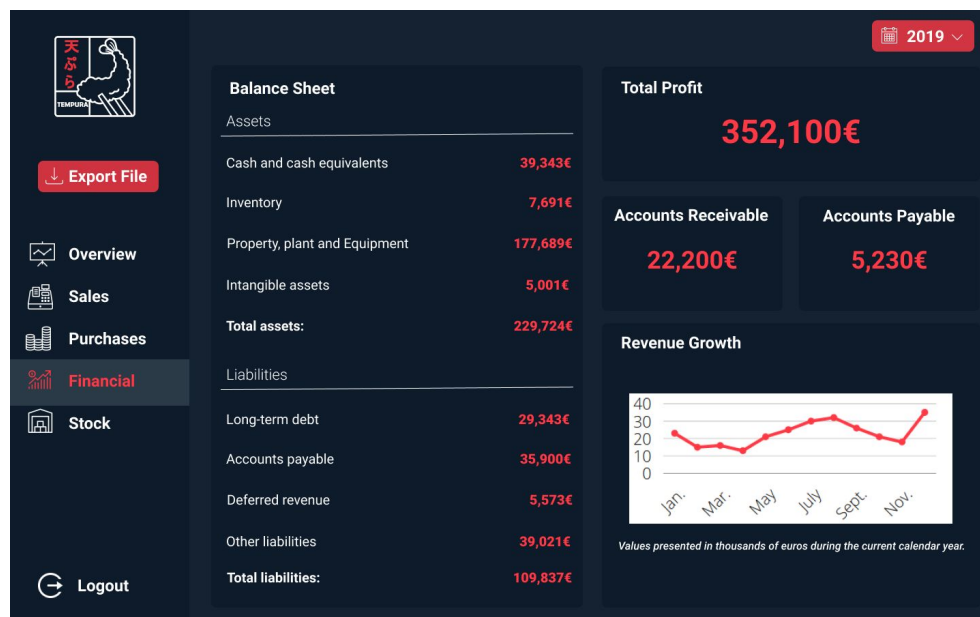 天ぷら
TEMPURA
Export File
Overview
Sales
Purchases
Financial
Stock
Logout
2019
Balance Sheet
Assets
Cash and cash equivalents 39,343€
Inventory 7,691€
Property, plant and Equipment 177,689€
Intangible assets 5,001€
Total assets: 229,724€
Liabilities
Long-term debt 29,343€
Accounts payable 35,900€
Deferred revenue 5,573€
Other liabilities 39,021€
Total liabilities: 109,837€
Total Profit
352,100€
Accounts Receivable
22,200€
Accounts Payable
5,230€
Revenue Growth
40
30
20
10
0
Jan. Mar. May July Sept. Nov.
Values presented in thousands of euros during the current calendar year.